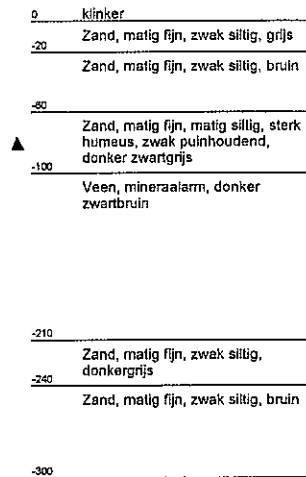 0 klinker
Zand, matig fijn, zwak siltig, grijs
-20
Zand, matig fijn, zwak siltig, bruin
-60
Zand, matig fijn, matig siltig, sterk
humeus, zwak puinhoudend,
donker zwartgrijs
-100
Veen, mineraalarm, donker
zwartbruin
-210
Zand, matig fijn, zwak siltig,
donkergrijs
-240
Zand, matig fijn, zwak siltig, bruin
-300